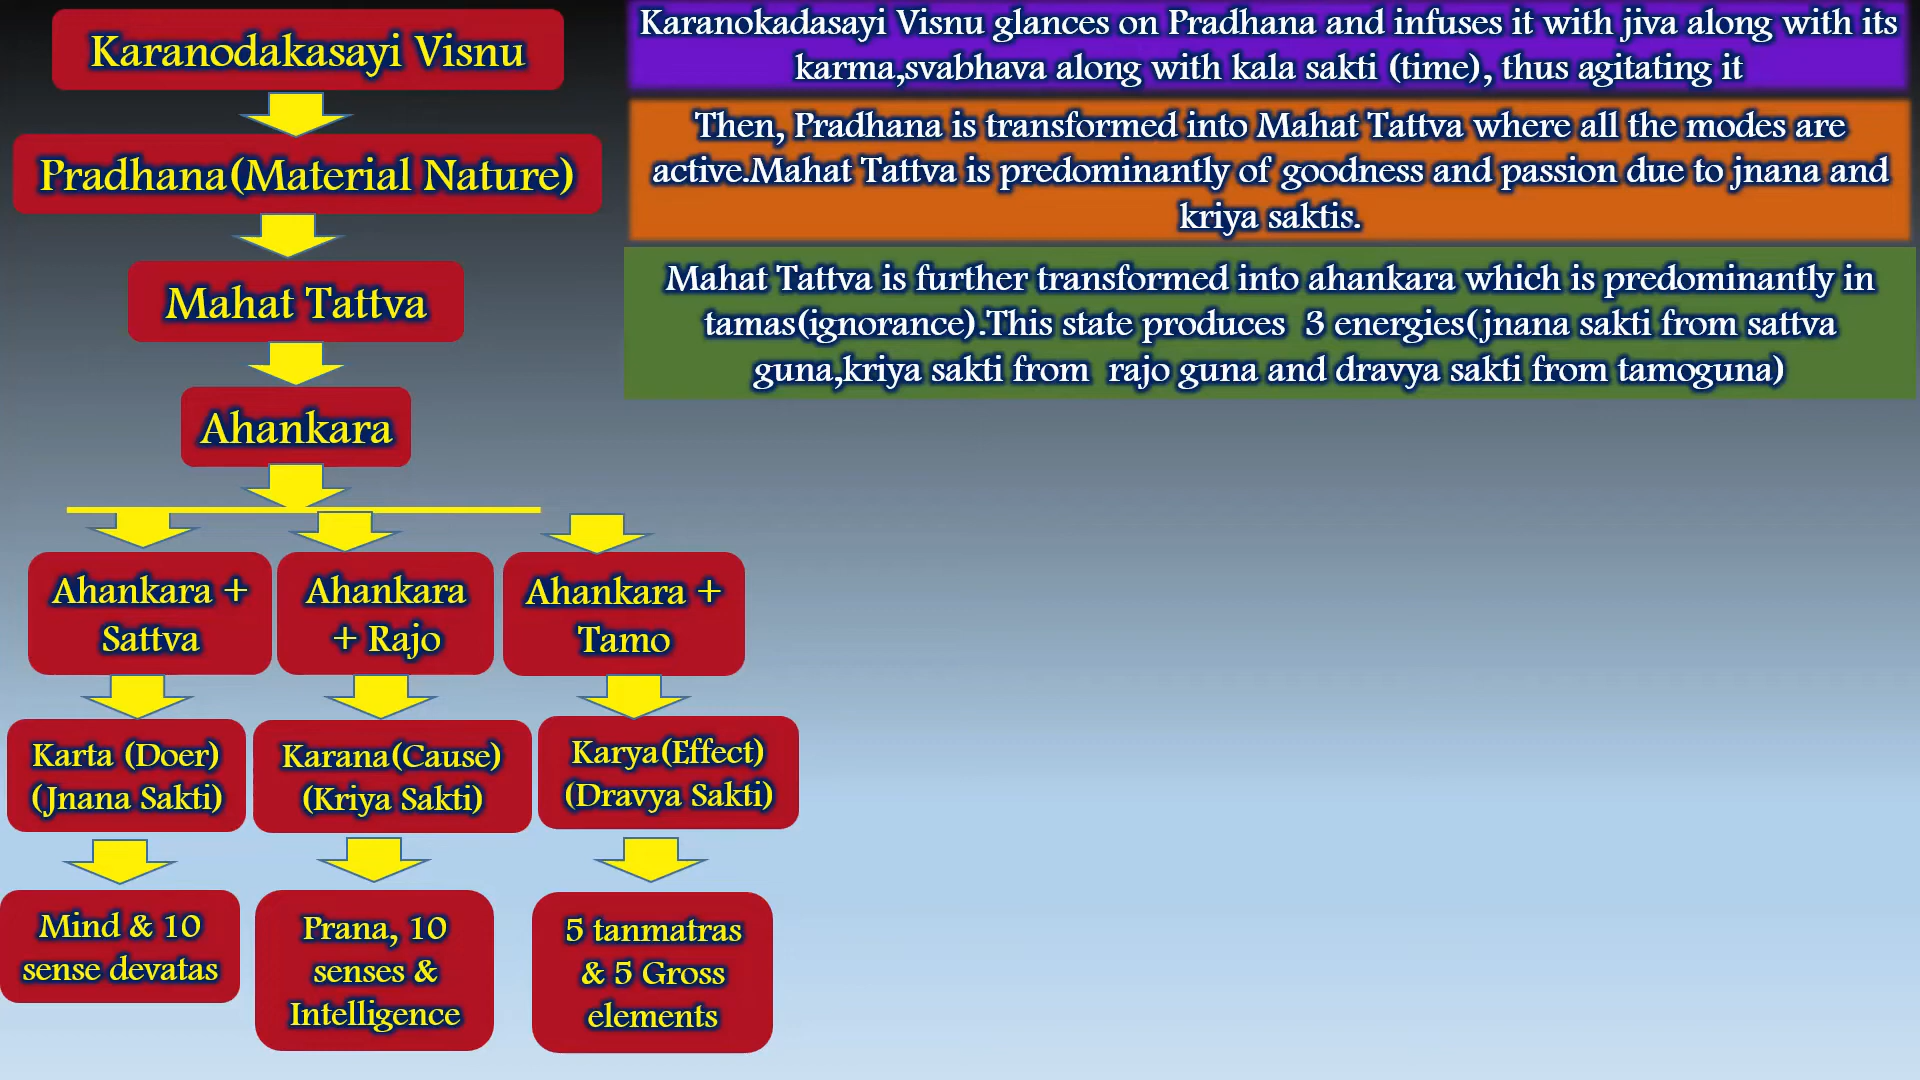 Karanodakasayi Visnu
Pradhana(Material Nature)
Mahat Tattva
Ahankara
Ahankara +
Sattva
Ahankara
+ Rajo
Ahankara +
Tamo
Karta (Doer)
(Jnana Sakti)
Karana(Cause)
(Kriya Sakti)
Karya(Effect)
(Dravya Sakti)
Mind & 10
sense devatas
Prana, 10
senses &
Intelligence
5 tanmatras
& 5 Gross
elements
Karanokadasayi Visnu glances on Pradhana and infuses it with jiva along with its
karma,svabhava along with kala sakti (time), thus agitating it
Then, Pradhana is transformed into Mahat Tattva where all the modes are
active.Mahat Tattva is predominantly of goodness and passion due to jnana and
kriya saktis.
Mahat Tattva is further transformed into ahankara which is predominantly in
tamas(ignorance).This state produces  3 energies(jnana sakti from sattva
guna,kriya sakti from  rajo guna and dravya sakti from tamoguna)